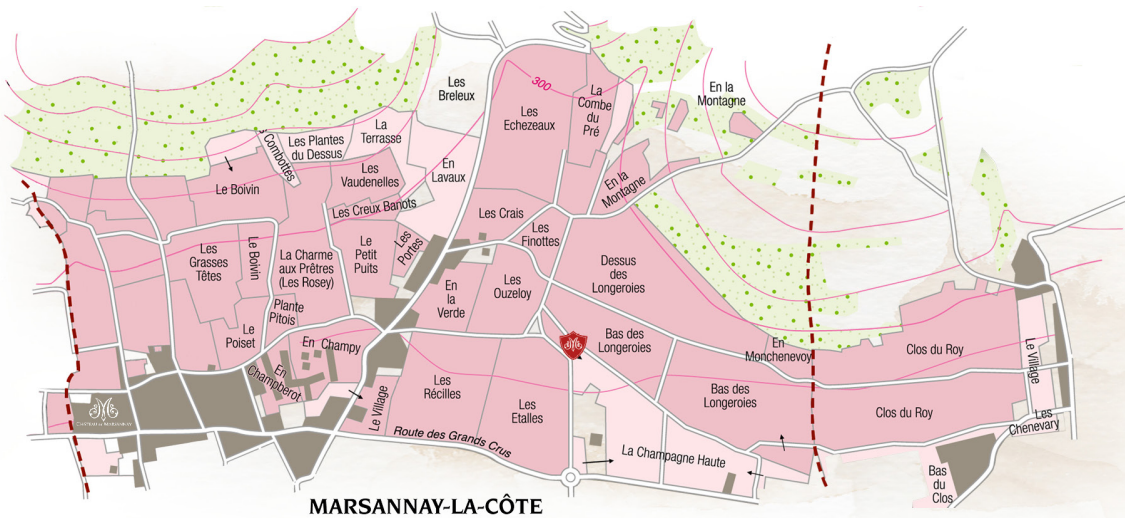 Les
Breleux
300
La
Combe
du
Pré
En la
Montagne
Les
Echezeaux
La
Terrasse
Les Plantes
du Dessus
Combottes
En
Lavaux
Le Boivin
Les
Vaudenelles
En la
Montagne
Les Creux Banots
Les Crais
Les
Finottes
Les
Grasses
Têtes
Le Boivin
La Charme
aux Prêtres
(Les Rosey)
Le
Petit
Puits
Les Portes
Dessus
des
Longeroies
En
la
Verde
Les
Ouzeloy
Plante
Pitois
Le
Poiset
En Champy
Bas des
Longeroies
En
Monchenevoy
Clos du Roy
Le Village
En
Champberot
Le Village
Les
Récilles
Les
Etalles
Bas des
Longeroies
Clos du Roy
Les
Chenevary
CHATEAU DE MARSANNAY
Route des Grands Crus
La Champagne Haute
Bas
du
Clos
MARSANNAY-LA-CÔTE